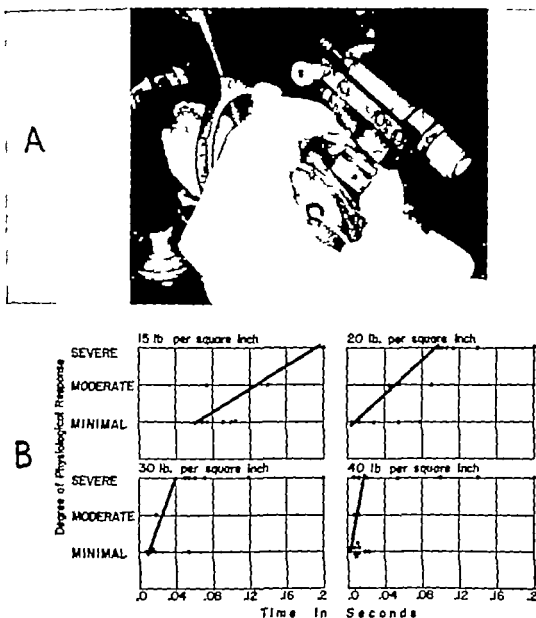 A
B
Degree of Physiological Response
15 lb per square inch
20 lb. per square inch
SEVERE
MODERATE
MINIMAL
30 lb. per square inch
40 lb per square inch
SEVERE
MODERATE
MINIMAL
.0 .04 .08 .12 .16 .2
.0 .04 .08 .12 .16 .2
Time In Seconds